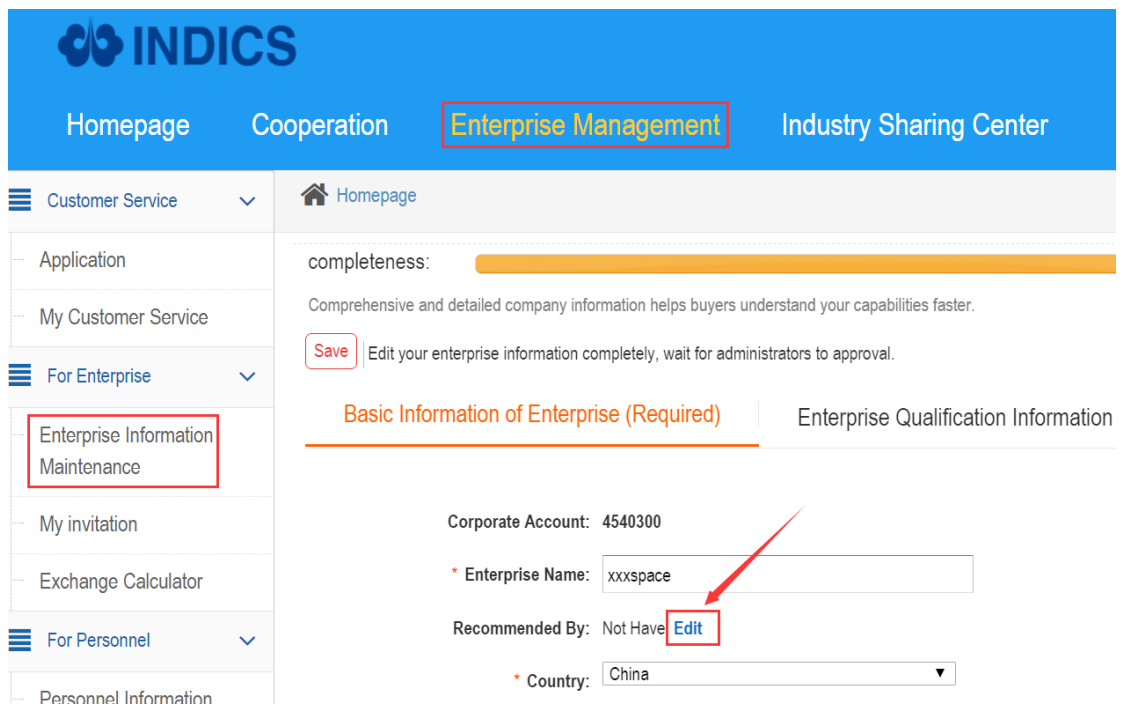 INDICS
Homepage Cooperation Enterprise Management Industry Sharing Center
Customer Service
Application
My Customer Service
For Enterprise
Enterprise Information
Maintenance
My invitation
Exchange Calculator
For Personnel
Personnel Information
Homepage
completeness:
Comprehensive and detailed company information helps buyers understand your capabilities faster.
Save Edit your enterprise information completely, wait for administrators to approval.
Basic Information of Enterprise (Required) Enterprise Qualification Information
Corporate Account: 4540300
* Enterprise Name: xxxspace
Recommended By: Not Have Edit
* Country: China